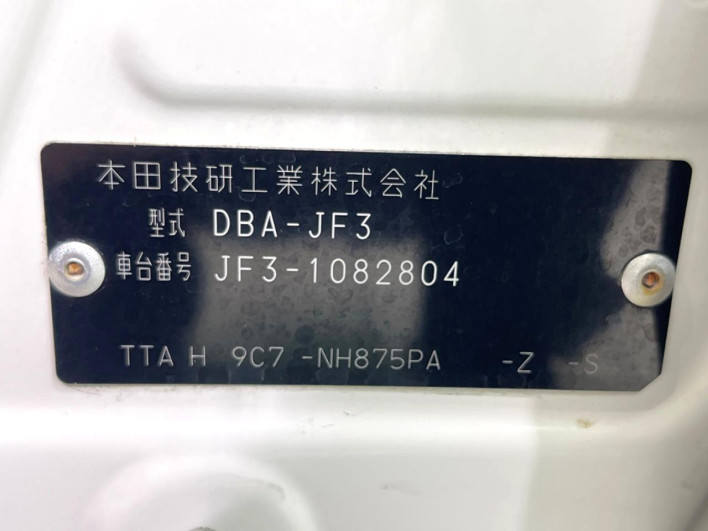 本田技研工業株式会社
型式 DBA-JF3
車台番号 JF3-1082804
TTA H 9C7 -NH875PA -Z -S